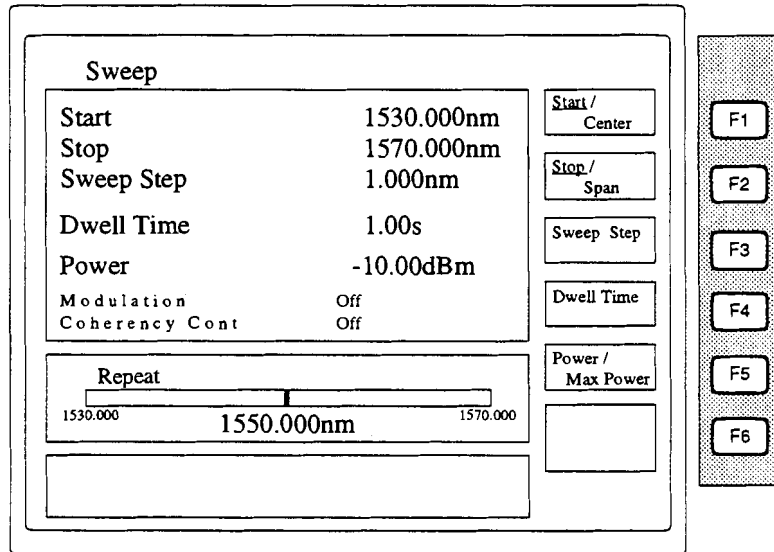 Sweep
Start 1530.000nm
Stop 1570.000nm
Sweep Step 1.000nm
Dwell Time 1.00s
Power -10.00dBm
Modulation Off
Coherency Cont Off
Repeat
1530.000 1570.000
1550.000nm
Start /
Center
Stop /
Span
Sweep Step
Dwell Time
Power /
Max Power
F1
F2
F3
F4
F5
F6